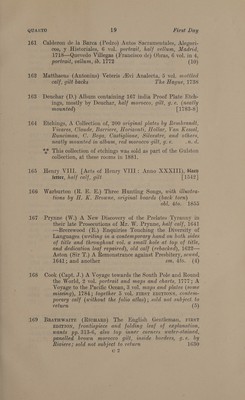 QUARTO 19 First Day
161 Calderon de la Barca (Pedro) Autos Sacramentales, Alegori-
cos, y Historiales, 6 vol. portrait, half vellum, Madrid,
1718—Quevedo Villegas (Francisco de) Obras, 6 vol. in 4,
portrait, vellum, ib. 1772 (10)
162 Matthaeus (Antonius) Veteris Ævi Analecta, 5 vol. mottled
calf, gilt backs The Hague, 1738
163 Denchar (D.) Albums containing 167 india Proof Plate Etch-
ings, mostly by Denchar, half morocco, gilt, g. e. (neatly
mounted) [1785-8]
164 Etchings, A Collection of, 200 original plates by Rembrandt,
Vivares, Claude, Barriere, Horizonti, Hollar, Van Kessel,
Runciman, C. Bega, Castiglione, Silvestre, and others,
neatly mounted in album, red morocco gilt, g. e. n. d.
*** This collection of etchings was sold as part of the Gulston
collection, at these rooms in 1861.
165 Henry VIII. [Acts of Henry VIII : Anno XXXIII], black
letter, half calf, gilt [1541]
166 Warburton (R. E. E.) Three Hunting Songs, with illustra-
tions by H. K. Browne, original boards (back torn)
obl. 4to. 1855
167 Prynne (W.) A New Discovery of the Prelates Tyranny in
their late Prosecutions of Mr. W. Prynne, half calf, 1641
—Brerewood (E.) Enquiries Touching the Diversity of
Languages (writing in a contemporary hand on both sides
of title and throughout vol. a small hole at top of title,
and dedication leaf repaired), old calf (rebacked), 1622—
Aston (Sir T.) A Remonstrance against Presbitery, sewed,
1641; and another sm. 4to. (4)
168 Cook (Capt. J.) A Voyage towards the South Pole and Round
the World, 2 vol. portrait and maps and charts, 1777; A
Voyage to the Pacific Ocean, 3 vol. maps and plates (some
missing), 1784; together 5 vol. FIRST EDITIONS, contem-
porary calf (without the folio atlas); sold not subject to
return (5)
169 BRATHWAITE (RICHARD) The English Gentleman, FIRST
EDITION, frontispiece and folding leaf of explanation,
wants pp. 213-6, also top inner corners water-stained,
panelled brown morocco gilt, inside borders, g. e. by
Riviere; sold not subject to return 1630
C 2